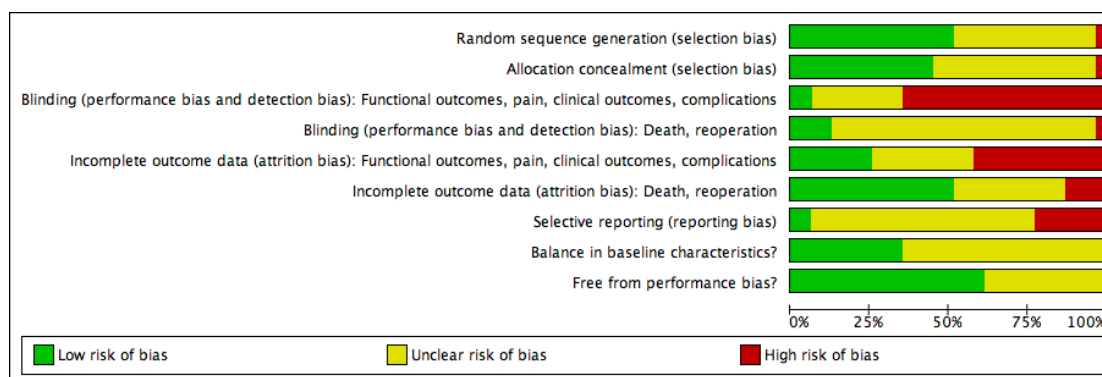 Random sequence generation (selection bias)
Allocation concealment (selection bias)
Blinding (performance bias and detection bias): Functional outcomes, pain, clinical outcomes, complications
Blinding (performance bias and detection bias): Death, reoperation
Incomplete outcome data (attrition bias): Functional outcomes, pain, clinical outcomes, complications
Incomplete outcome data (attrition bias): Death, reoperation
Selective reporting (reporting bias)
Balance in baseline characteristics?
Free from performance bias?
0% 25% 50% 75% 100%
Low risk of bias Unclear risk of bias High risk of bias